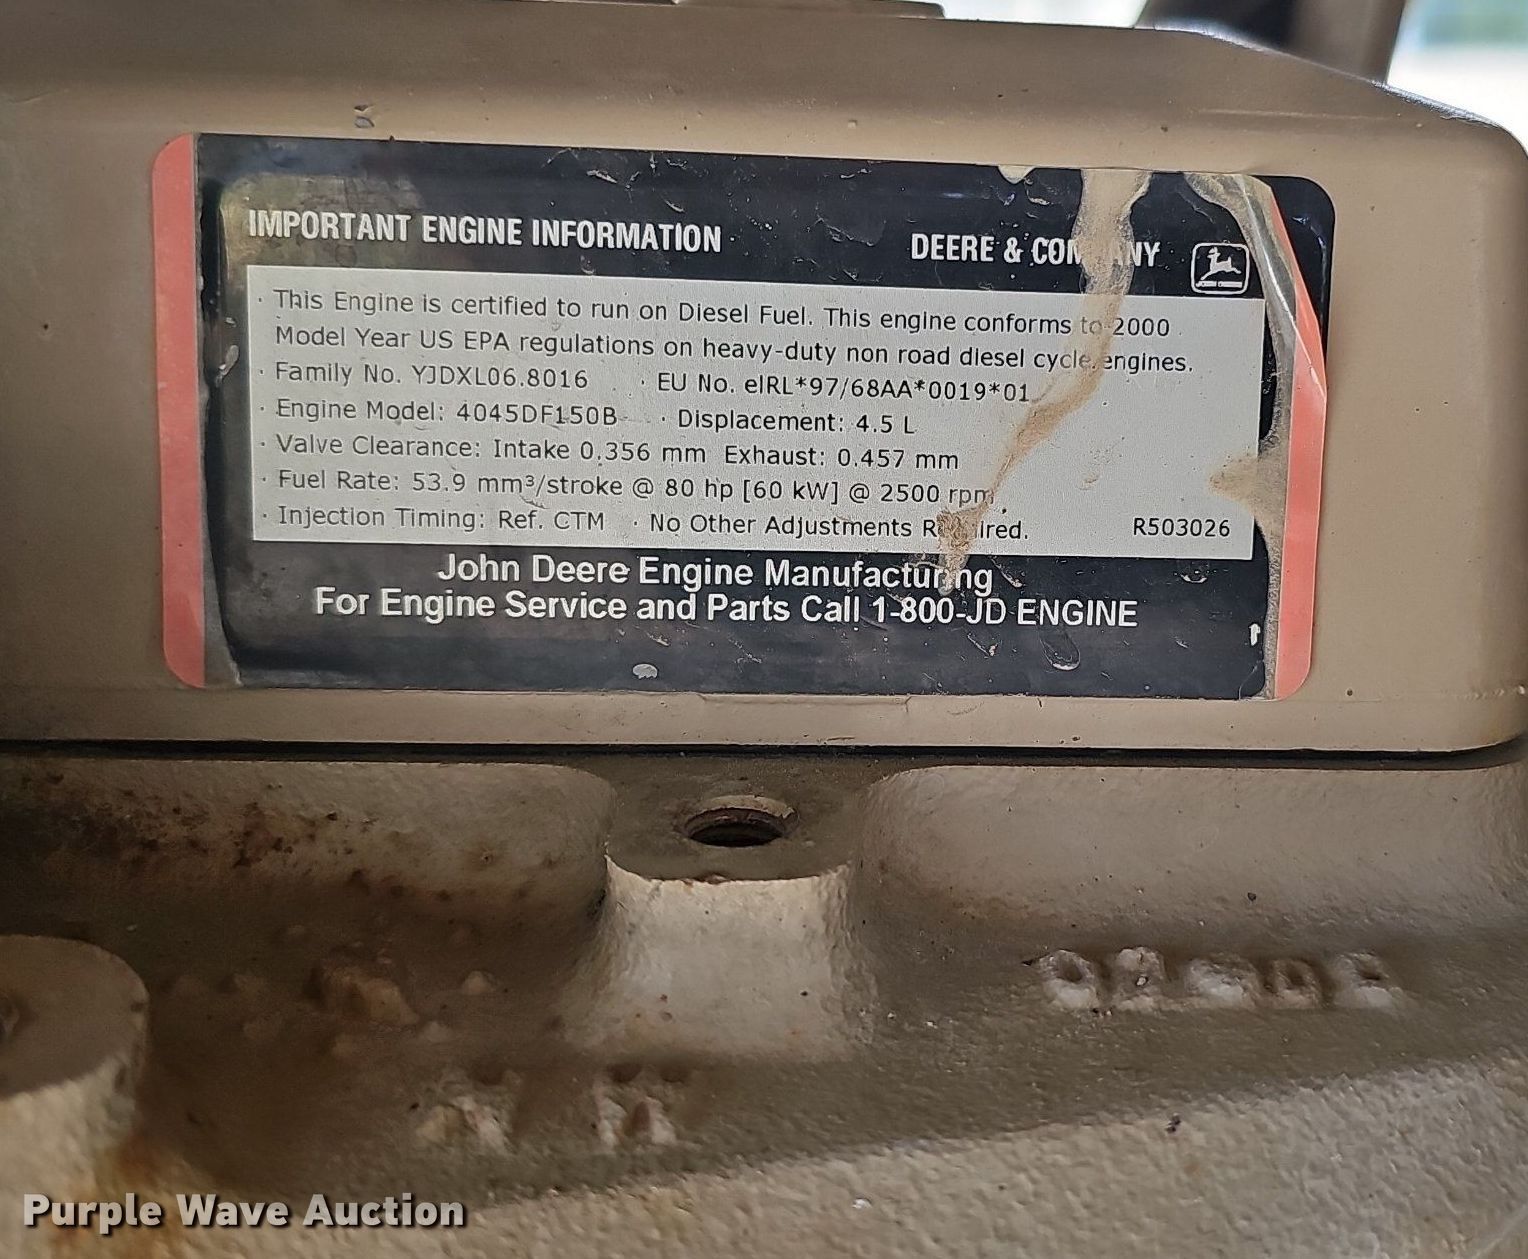 IMPORTANT ENGINE INFORMATION DEERE & COMPANY
· This Engine is certified to run on Diesel Fuel. This engine conforms to 2000
Model Year US EPA regulations on heavy-duty non road diesel cycle engines.
· Family No. YJDXL06.8016 · EU No. elRL*97/68AA*0019*01
· Engine Model: 4045DF150B · Displacement: 4.5 L
· Valve Clearance: Intake 0.356 mm Exhaust: 0.457 mm
· Fuel Rate: 53.9 mm³/stroke @ 80 hp [60 kW] @ 2500 rpm
· Injection Timing: Ref. CTM · No Other Adjustments Required. R503026
John Deere Engine Manufacturing
For Engine Service and Parts Call 1-800-JD ENGINE
Purple Wave Auction